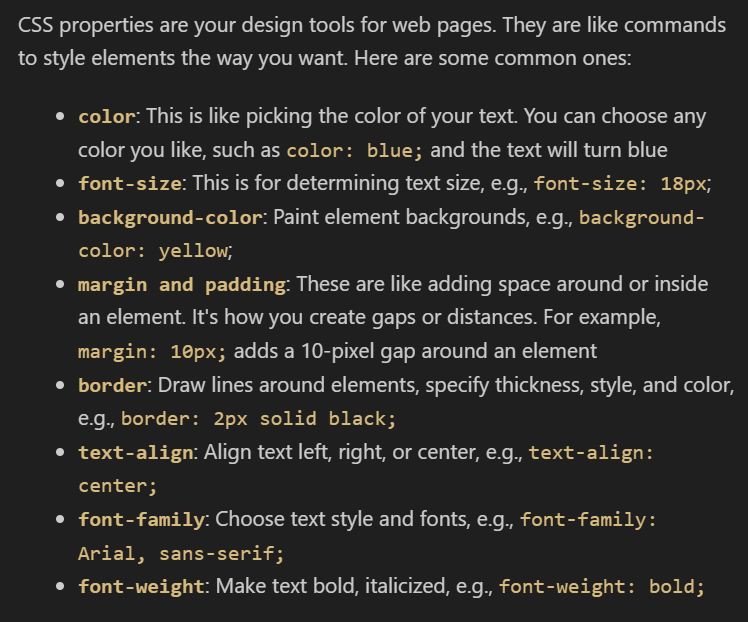 CSS properties are your design tools for web pages. They are like commands
to style elements the way you want. Here are some common ones:
• color: This is like picking the color of your text. You can choose any
color you like, such as color: blue; and the text will turn blue
• font-size: This is for determining text size, e.g., font-size: 18px;
• background-color: Paint element backgrounds, e.g., background-
color: yellow;
• margin and padding: These are like adding space around or inside
an element. It's how you create gaps or distances. For example,
margin: 10px; adds a 10-pixel gap around an element
• border: Draw lines around elements, specify thickness, style, and color,
e.g., border: 2px solid black;
• text-align: Align text left, right, or center, e.g., text-align:
center;
• font-family: Choose text style and fonts, e.g., font-family:
Arial, sans-serif;
• font-weight: Make text bold, italicized, e.g., font-weight: bold;